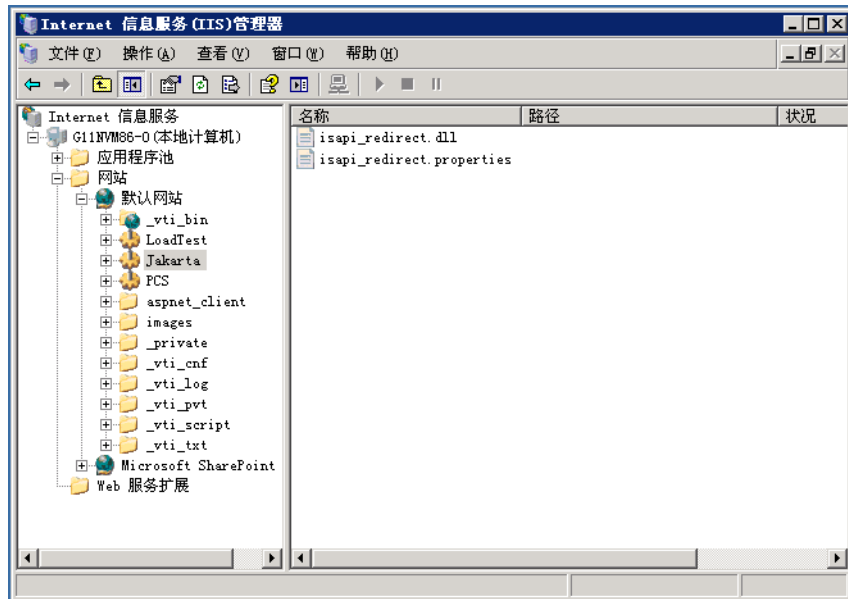 Internet 信息服务(IIS)管理器
文件(F) 操作(A) 查看(V) 窗口(W) 帮助(H)
Internet 信息服务
G11NVM86-0(本地计算机)
应用程序池
网站
默认网站
_vti_bin
LoadTest
Jakarta
PCS
aspnet_client
images
_private
_vti_cnf
_vti_log
_vti_pvt
_vti_script
_vti_txt
Microsoft SharePoint
Web 服务扩展
名称 路径 状况
isapi_redirect.dll
isapi_redirect.properties